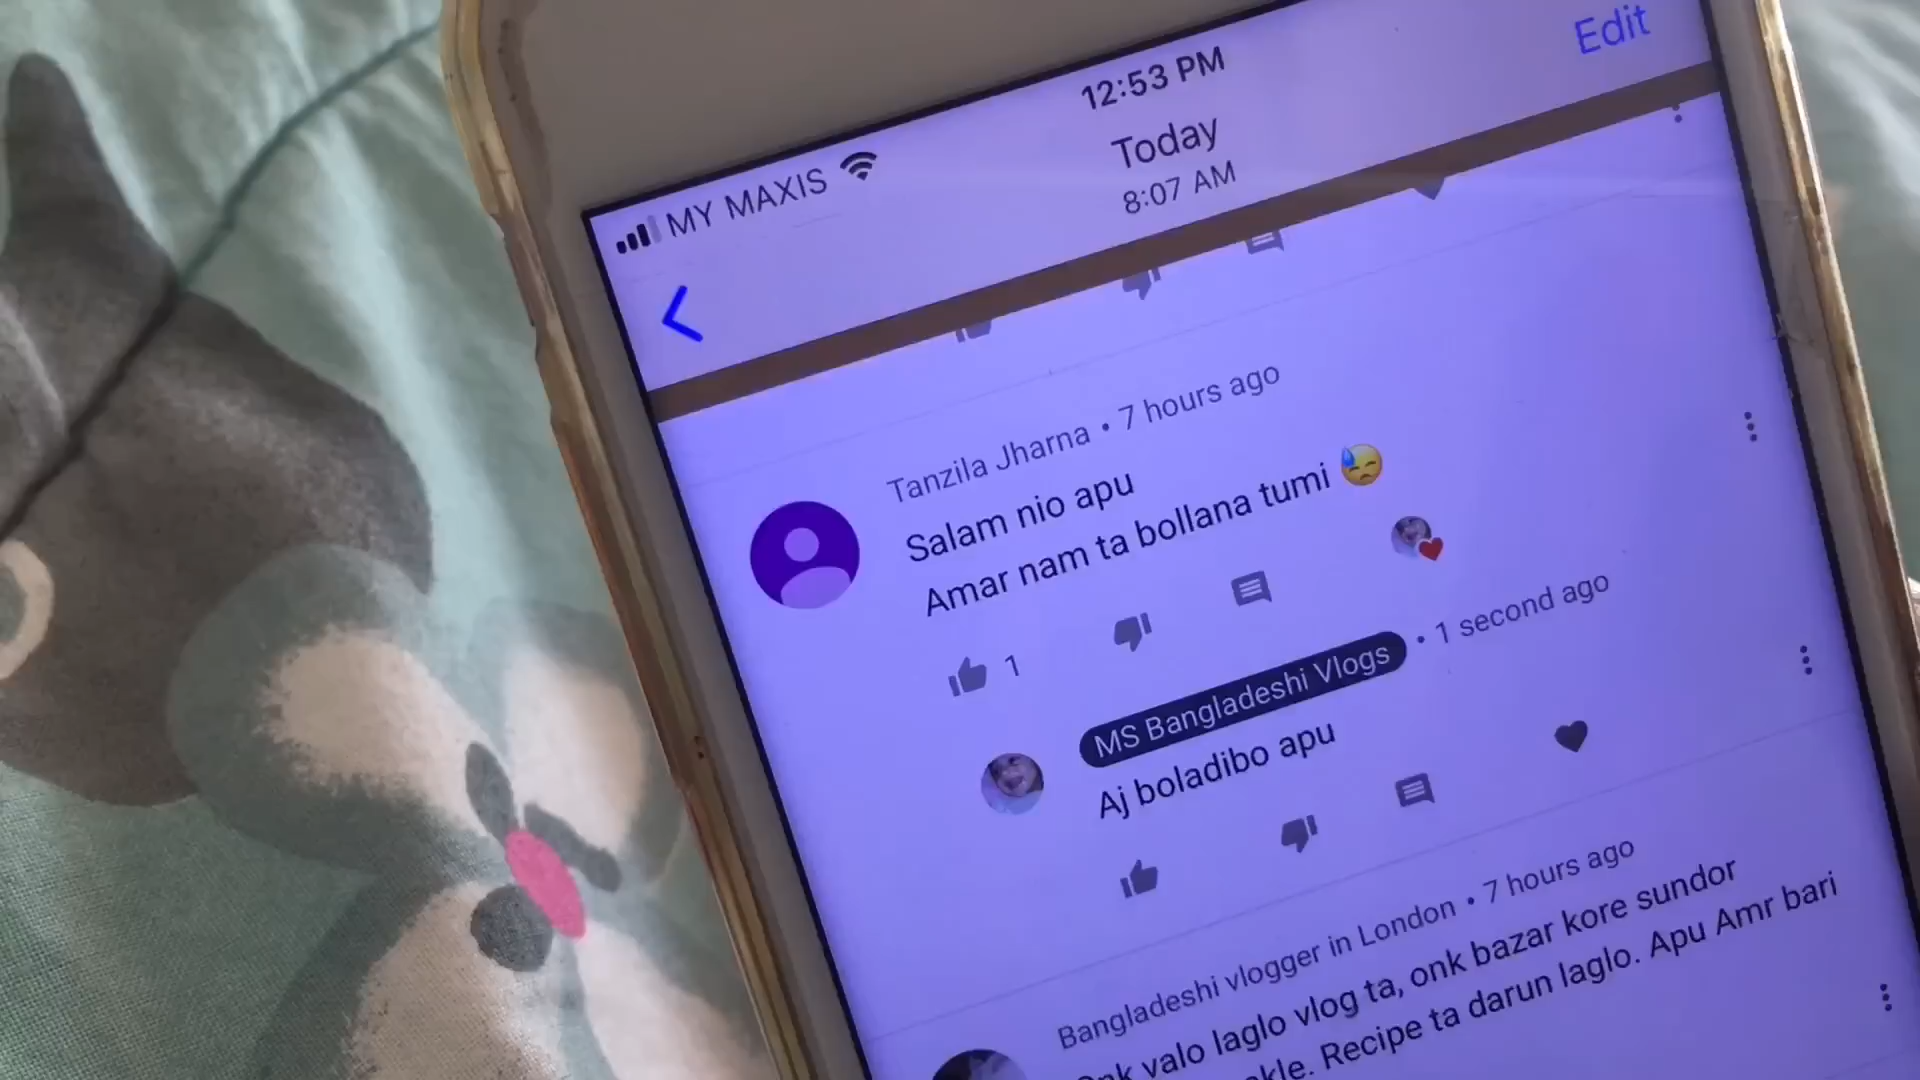 12:53 PM
Edit
MY MAXIS
Today
8:07 AM
Tanzila Jharna • 7 hours ago
Salam nio apu
Amar nam ta bollana tumi 😓
1
MS Bangladeshi Vlogs • 1 second ago
Aj boladibo apu
Bangladeshi vlogger in London • 7 hours ago
valo laglo vlog ta, onk bazar kore sundor
Recipe ta darun laglo. Apu Amr bari